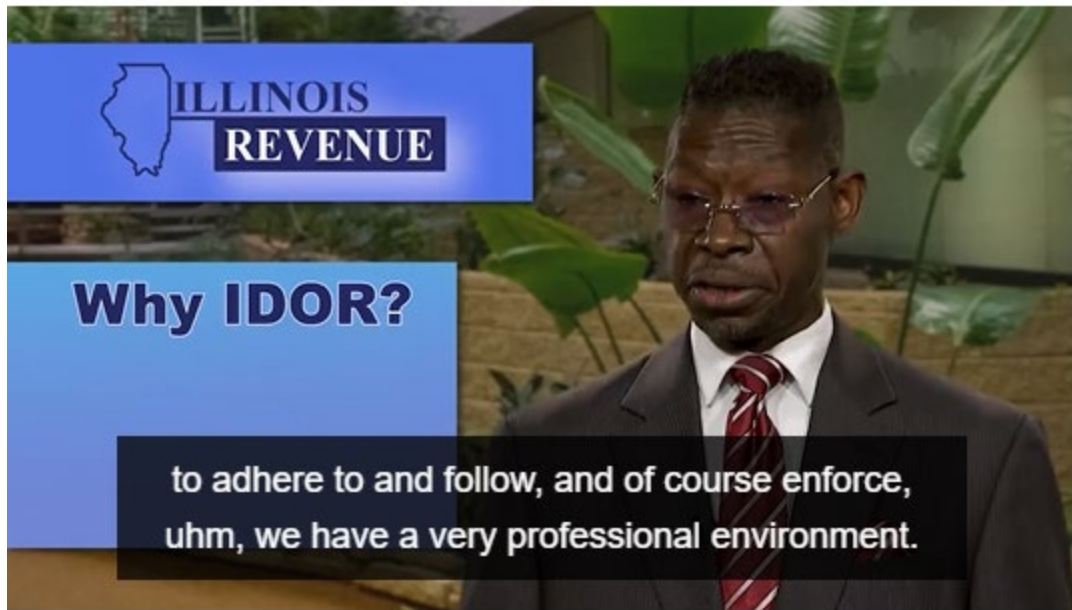 ILLINOIS
REVENUE
Why IDOR?
to adhere to and follow, and of course enforce,
uhm, we have a very professional environment.